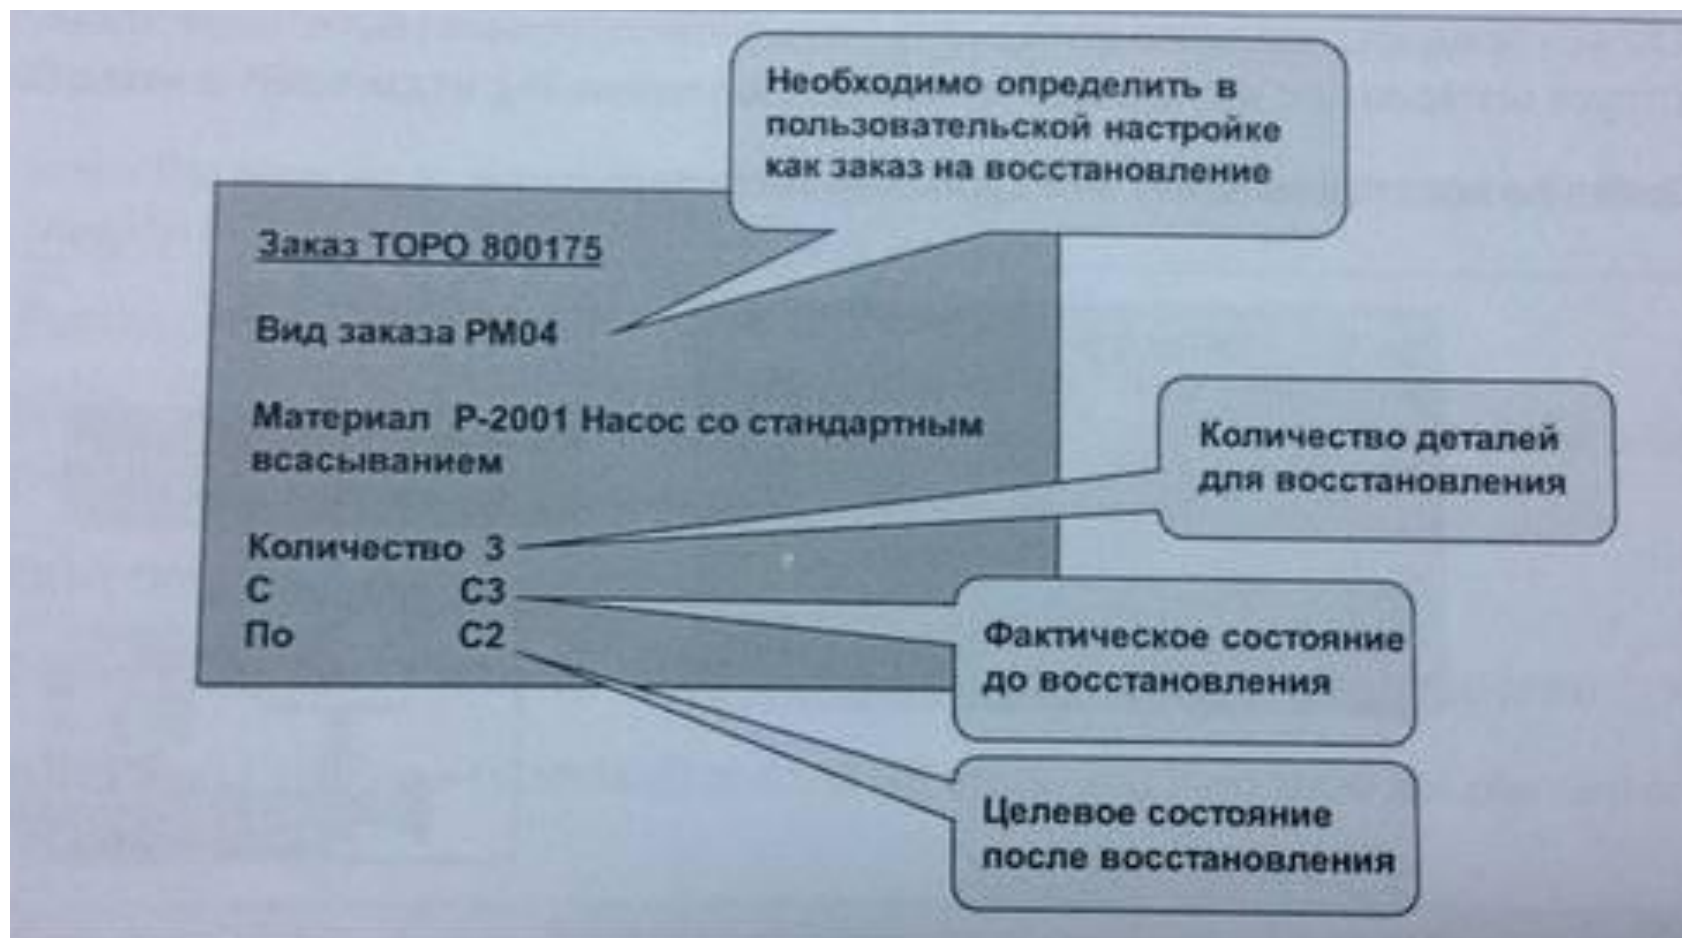 Необходимо определить в
пользовательской настройке
как заказ на восстановление
Заказ ТОРО 800175
Вид заказа РМ04
Материал Р-2001 Насос со стандартным
всасыванием
Количество деталей
для восстановления
Количество 3
С С3
По С2
Фактическое состояние
до восстановления
Целевое состояние
после восстановления